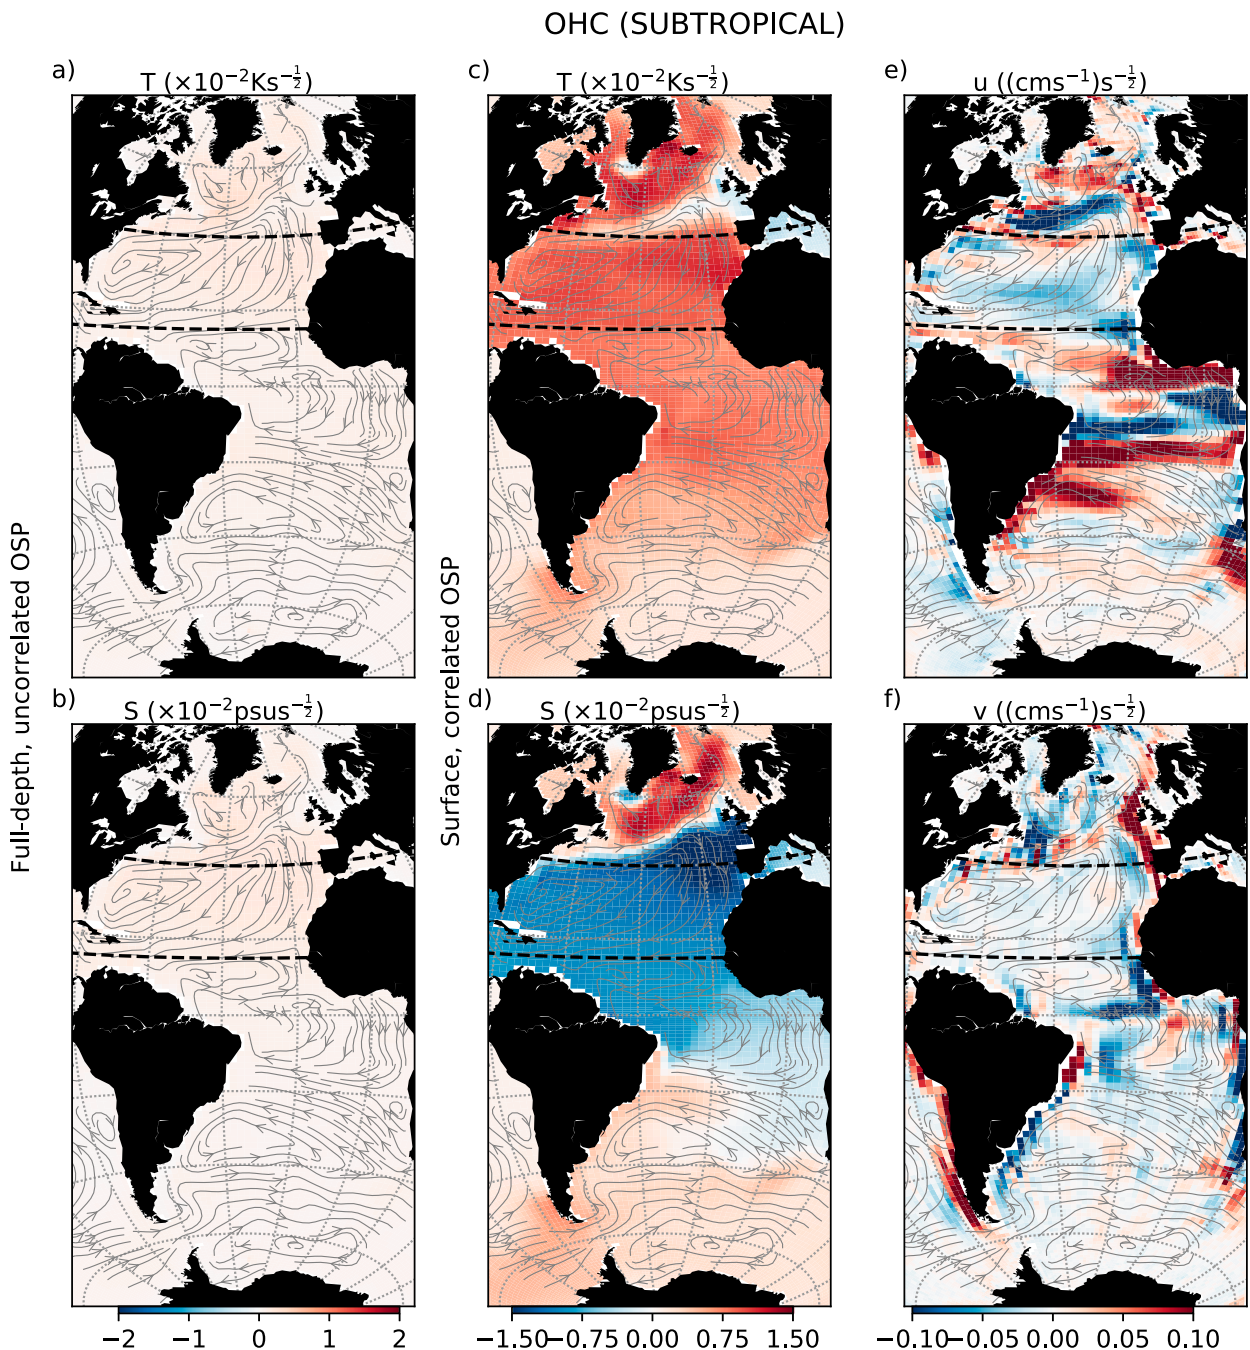 OHC (SUBTROPICAL)
a)
T (×10−2Ks−1/2)
c)
T (×10−2Ks−1/2)
e)
u ((cms−1)s−1/2)
Full-depth, uncorrelated OSP
Surface, correlated OSP
b)
S (×10−2psus−1/2)
d)
S (×10−2psus−1/2)
f)
v ((cms−1)s−1/2)
−2 −1 0 1 2
−1.50 −0.75 0.00 0.75 1.50
−0.10 −0.05 0.00 0.05 0.10